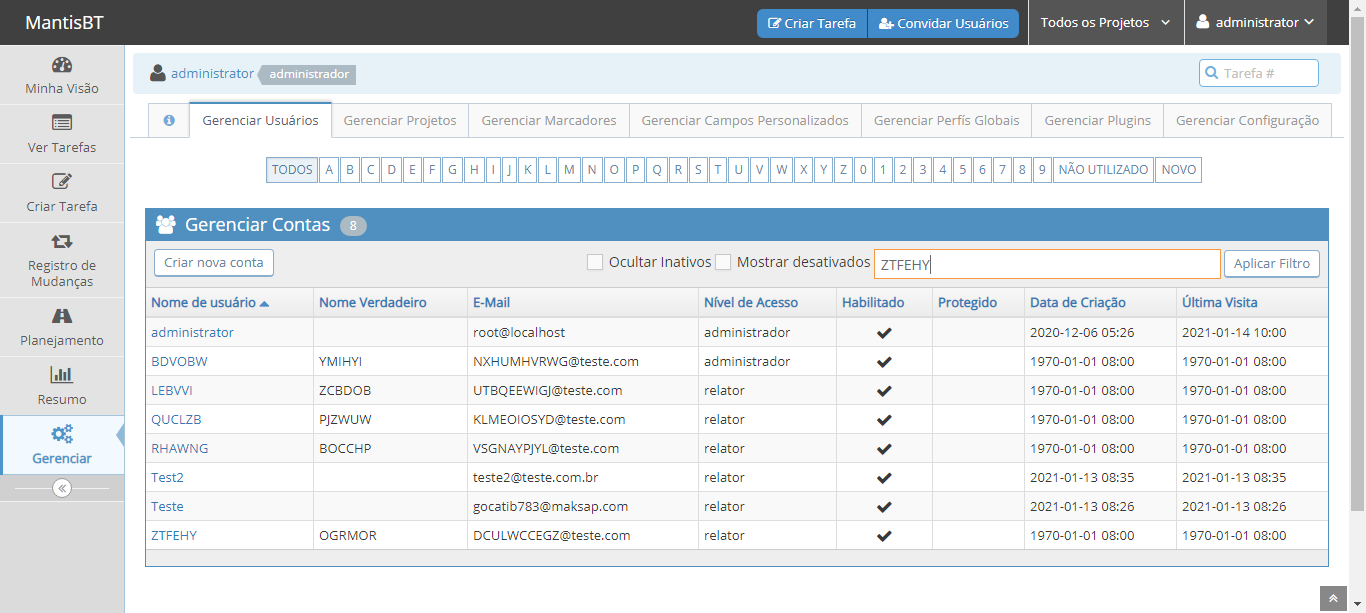 MantisBT
Criar Tarefa Convidar Usuários Todos os Projetos administrator
Minha Visão
Ver Tarefas
Criar Tarefa
Registro de
Mudanças
Planejamento
Resumo
Gerenciar
administrator administrador Tarefa #
Gerenciar Usuários Gerenciar Projetos Gerenciar Marcadores Gerenciar Campos Personalizados Gerenciar Perfís Globais Gerenciar Plugins Gerenciar Configuração
TODOS A B C D E F G H I J K L M N O P Q R S T U V W X Y Z 0 1 2 3 4 5 6 7 8 9 NÃO UTILIZADO NOVO
Gerenciar Contas 8
Criar nova conta Ocultar Inativos Mostrar desativados ZTFEHY Aplicar Filtro
Nome de usuário Nome Verdadeiro E-Mail Nível de Acesso Habilitado Protegido Data de Criação Última Visita
administrator root@localhost administrador 2020-12-06 05:26 2021-01-14 10:00
BDVOBW YMIHYI NXHUMHVRWG@teste.com administrador 1970-01-01 08:00 1970-01-01 08:00
LEBVVI ZCBDOB UTBQEEWIGJ@teste.com relator 1970-01-01 08:00 1970-01-01 08:00
QUCLZB PJZWUW KLMEOIOSYD@teste.com relator 1970-01-01 08:00 1970-01-01 08:00
RHAWNG BOCCHP VSGNAYPJYL@teste.com relator 1970-01-01 08:00 1970-01-01 08:00
Test2 teste2@teste.com.br relator 2021-01-13 08:35 2021-01-13 08:35
Teste gocatib783@maksap.com relator 2021-01-13 08:26 2021-01-13 08:26
ZTFEHY OGRMOR DCULWCCEGZ@teste.com relator 1970-01-01 08:00 1970-01-01 08:00